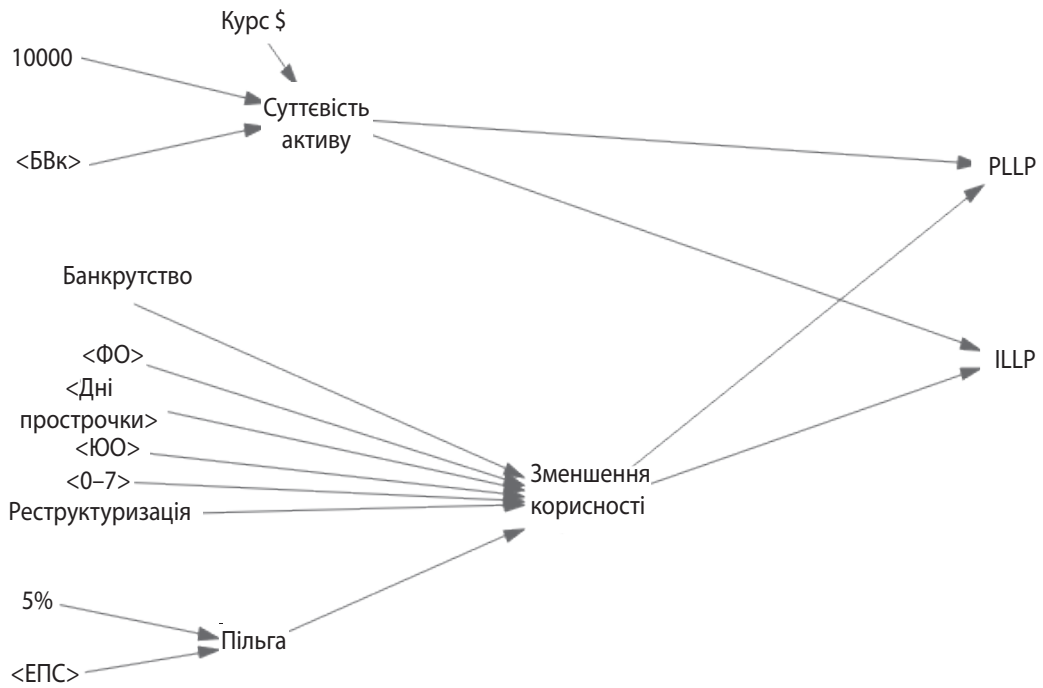 Курс $
10000
Суттєвість
активу
<БВк>
PLLP
Банкрутство
<ФО>
ILLP
<Дні
прострочки>
<ЮО>
<0–7>
Зменшення
корисності
Реструктуризація
5%
Пільга
<ЕПС>